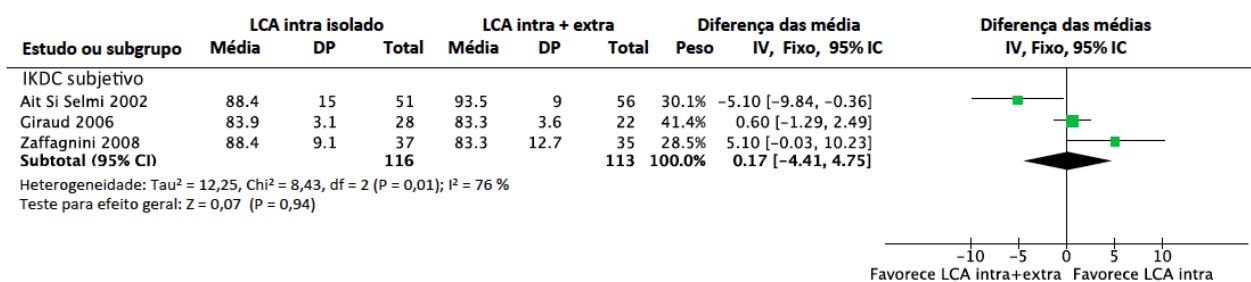 LCA intra isolado LCA intra + extra Diferença das média Diferença das médias
Estudo ou subgrupo Média DP Total Média DP Total Peso IV, Fixo, 95% IC IV, Fixo, 95% IC
IKDC subjetivo
Ait Si Selmi 2002 88.4 15 51 93.5 9 56 30.1% -5.10 [-9.84, -0.36]
Giraud 2006 83.9 3.1 28 83.3 3.6 22 41.4% 0.60 [-1.29, 2.49]
Zaffagnini 2008 88.4 9.1 37 83.3 12.7 35 28.5% 5.10 [-0.03, 10.23]
Subtotal (95% CI) 116 113 100.0% 0.17 [-4.41, 4.75]
Heterogeneidade: Tau² = 12,25, Chi² = 8,43, df = 2 (P = 0,01); I² = 76 %
Teste para efeito geral: Z = 0,07 (P = 0,94)
-10 -5 0 5 10
Favorece LCA intra+extra Favorece LCA intra